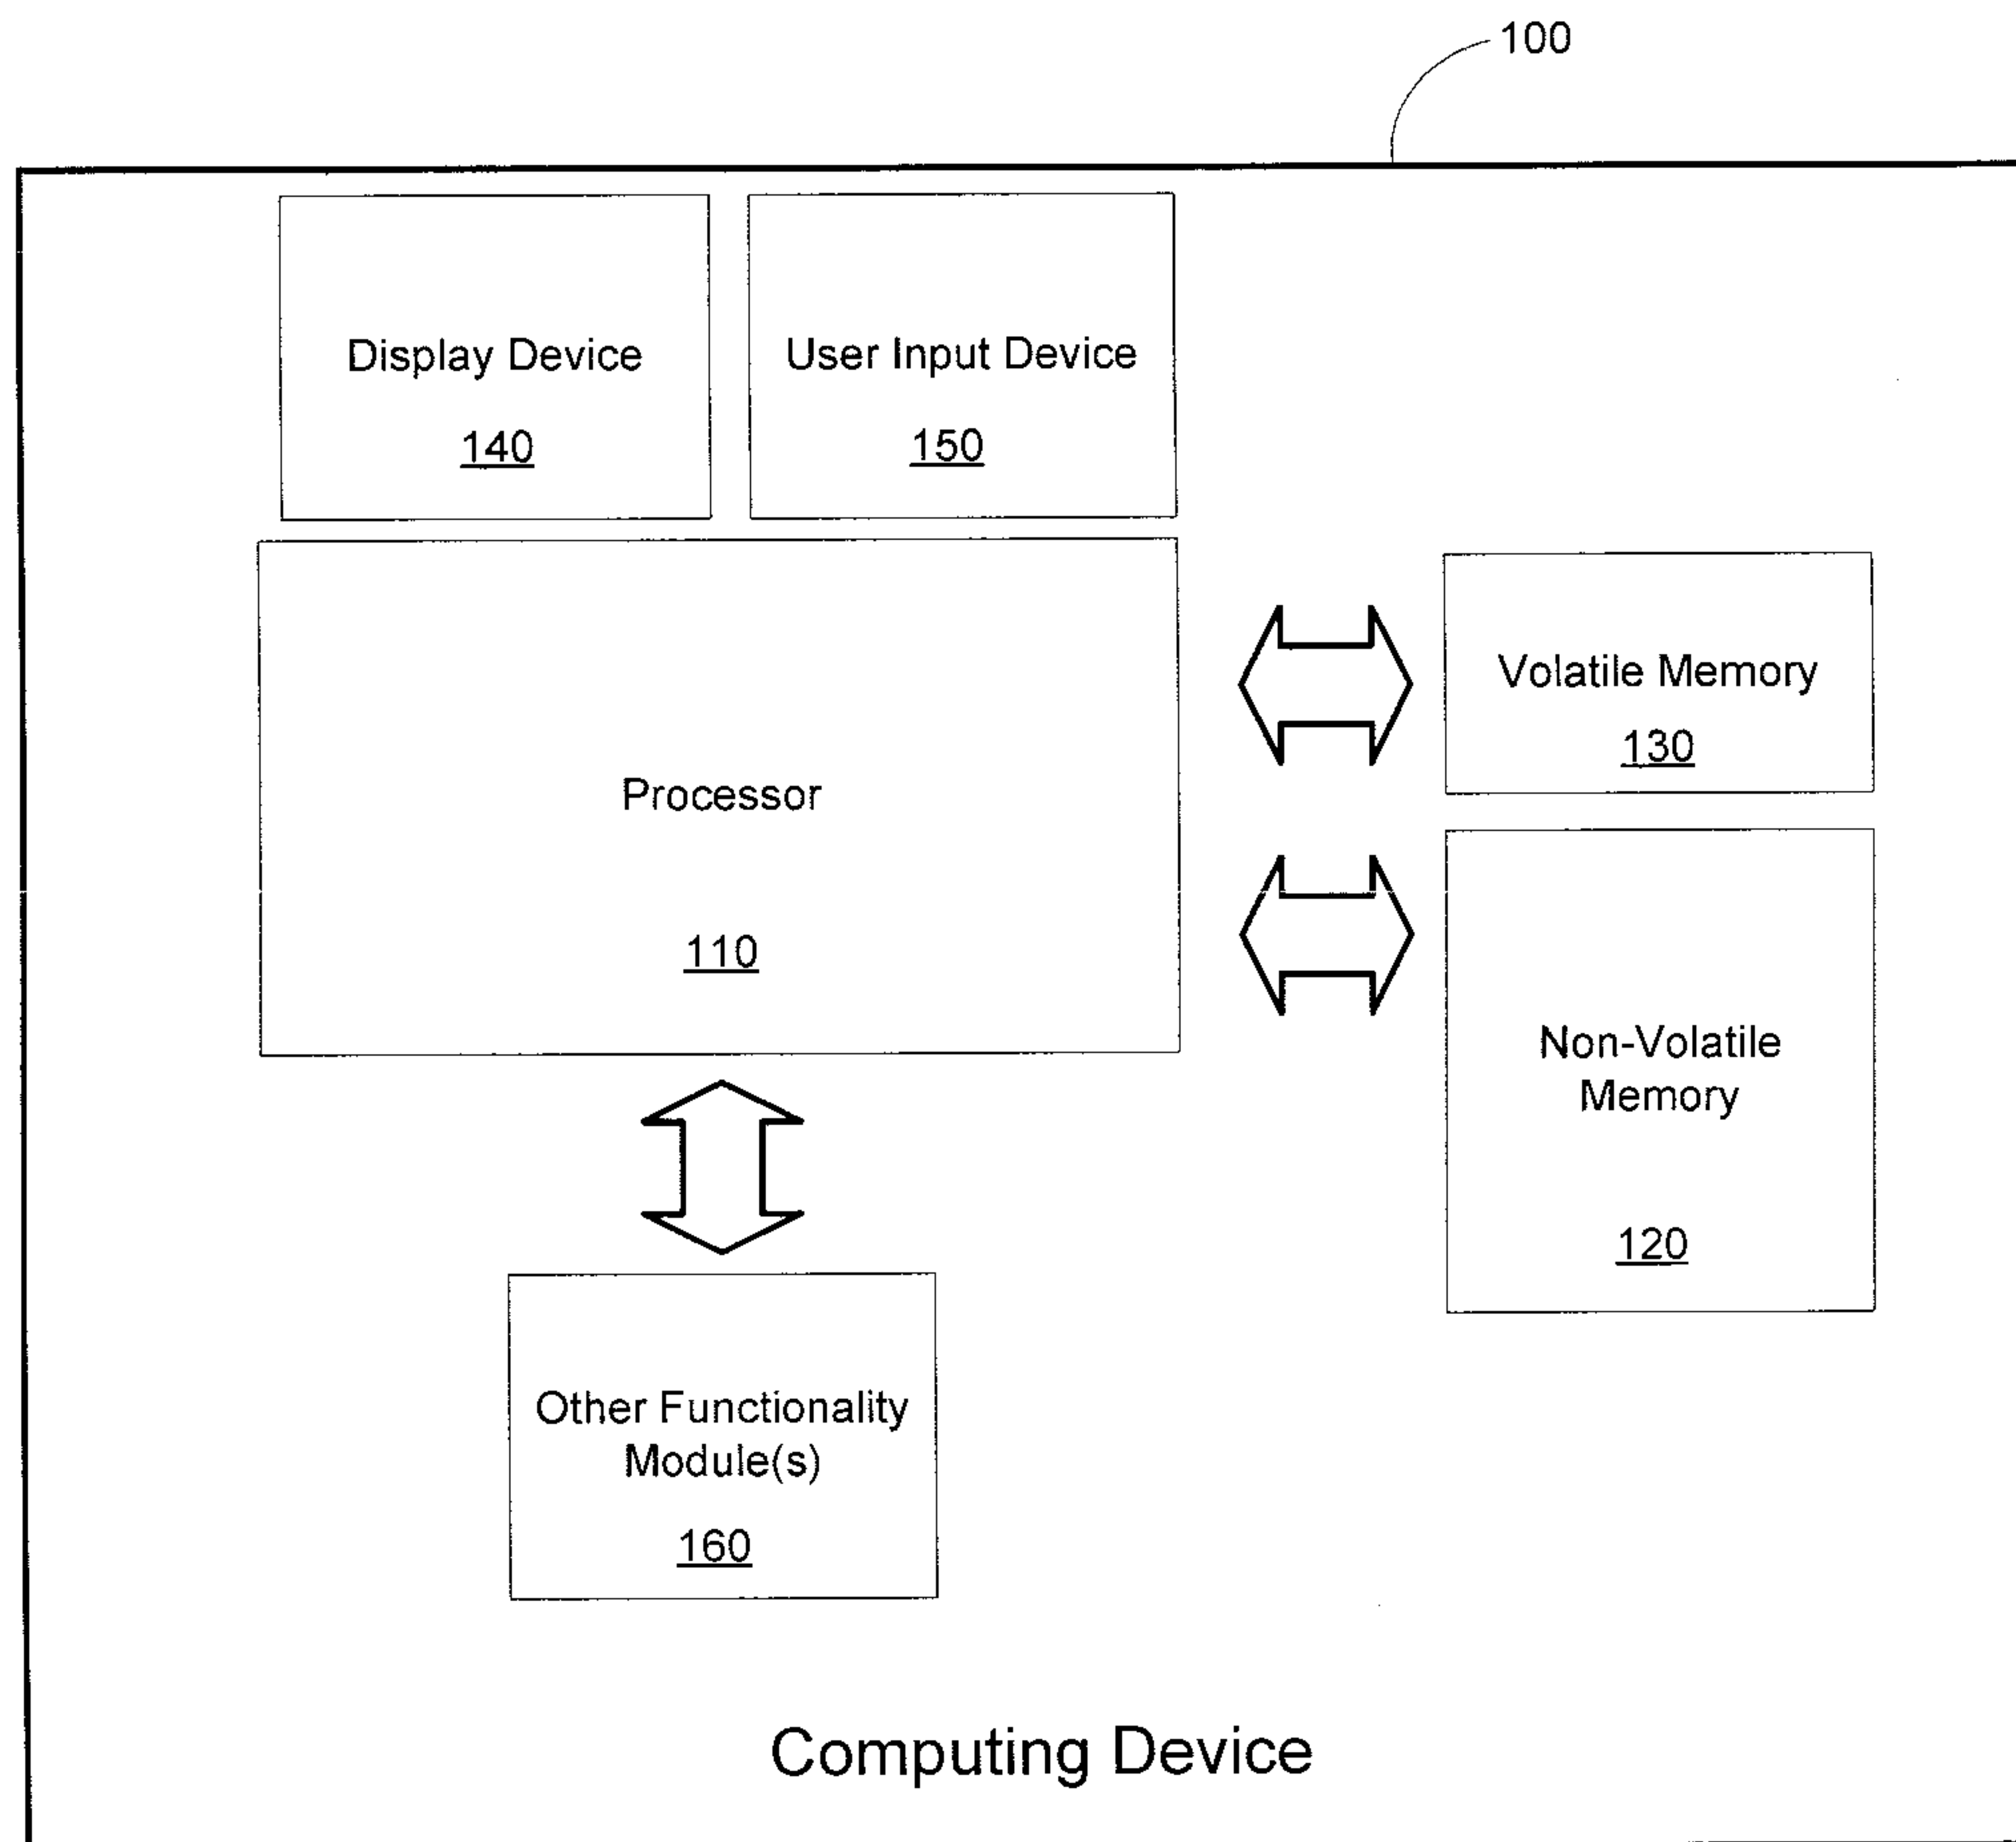 100
Display Device
140
User Input Device
150
Processor
110
Volatile Memory
130
Non-Volatile
Memory
120
Other Functionality
Module(s)
160
Computing Device